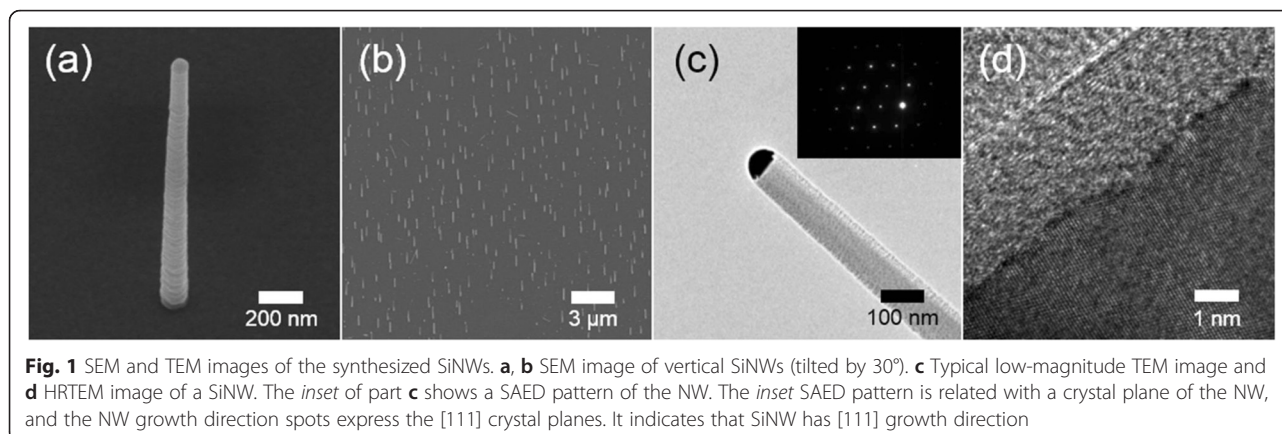 (a)
(b)
(c)
(d)
200 nm
3 µm
100 nm
1 nm
Fig. 1 SEM and TEM images of the synthesized SiNWs. a, b SEM image of vertical SiNWs (tilted by 30°). c Typical low-magnitude TEM image and
d HRTEM image of a SiNW. The inset of part c shows a SAED pattern of the NW. The inset SAED pattern is related with a crystal plane of the NW,
and the NW growth direction spots express the [111] crystal planes. It indicates that SiNW has [111] growth direction